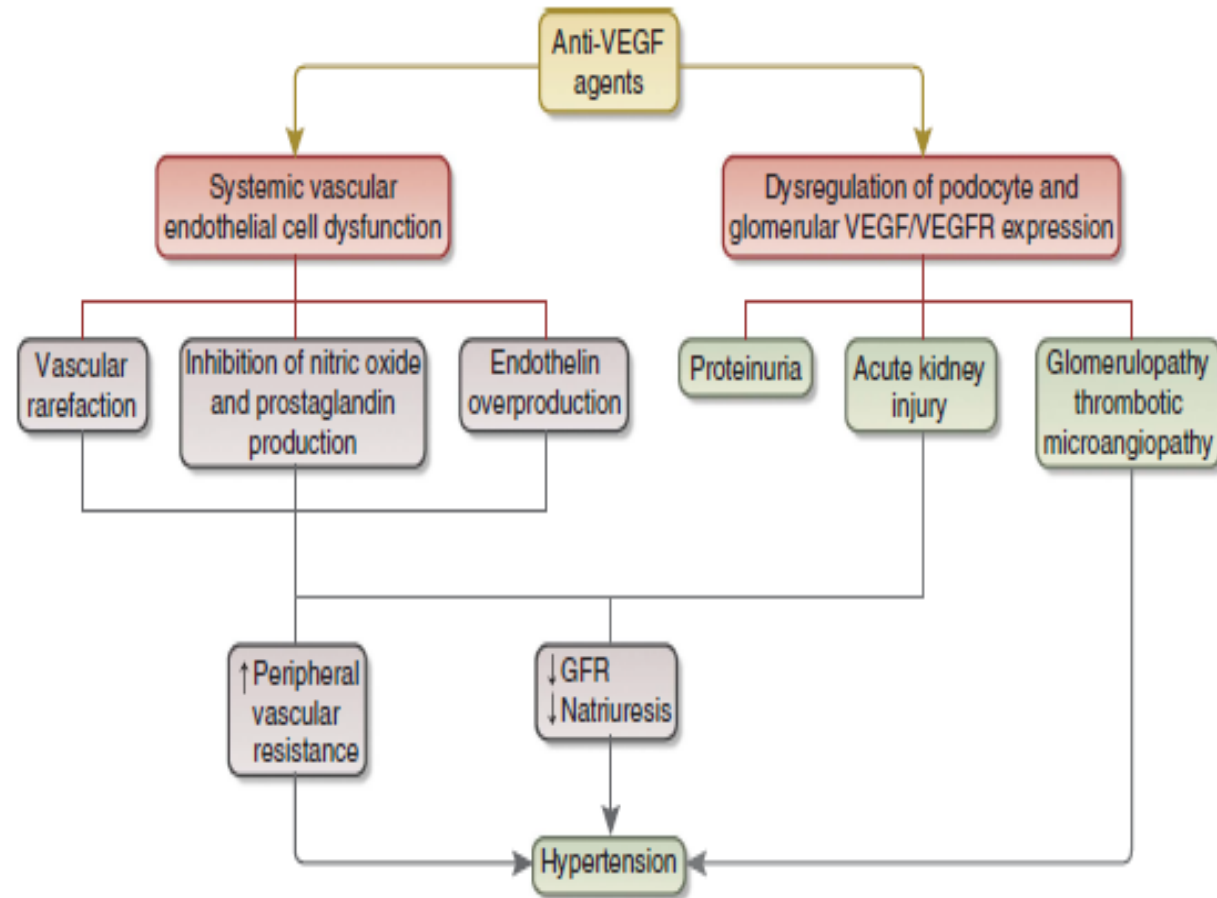 Anti-VEGF
agents
Systemic vascular
endothelial cell dysfunction
Dysregulation of podocyte and
glomerular VEGF/VEGFR expression
Vascular
rarefaction
Inhibition of nitric oxide
and prostaglandin
production
Endothelin
overproduction
Proteinuria
Acute kidney
injury
Glomerulopathy
thrombotic
microangiopathy
↑Peripheral
vascular
resistance
↓GFR
↓Natriuresis
Hypertension